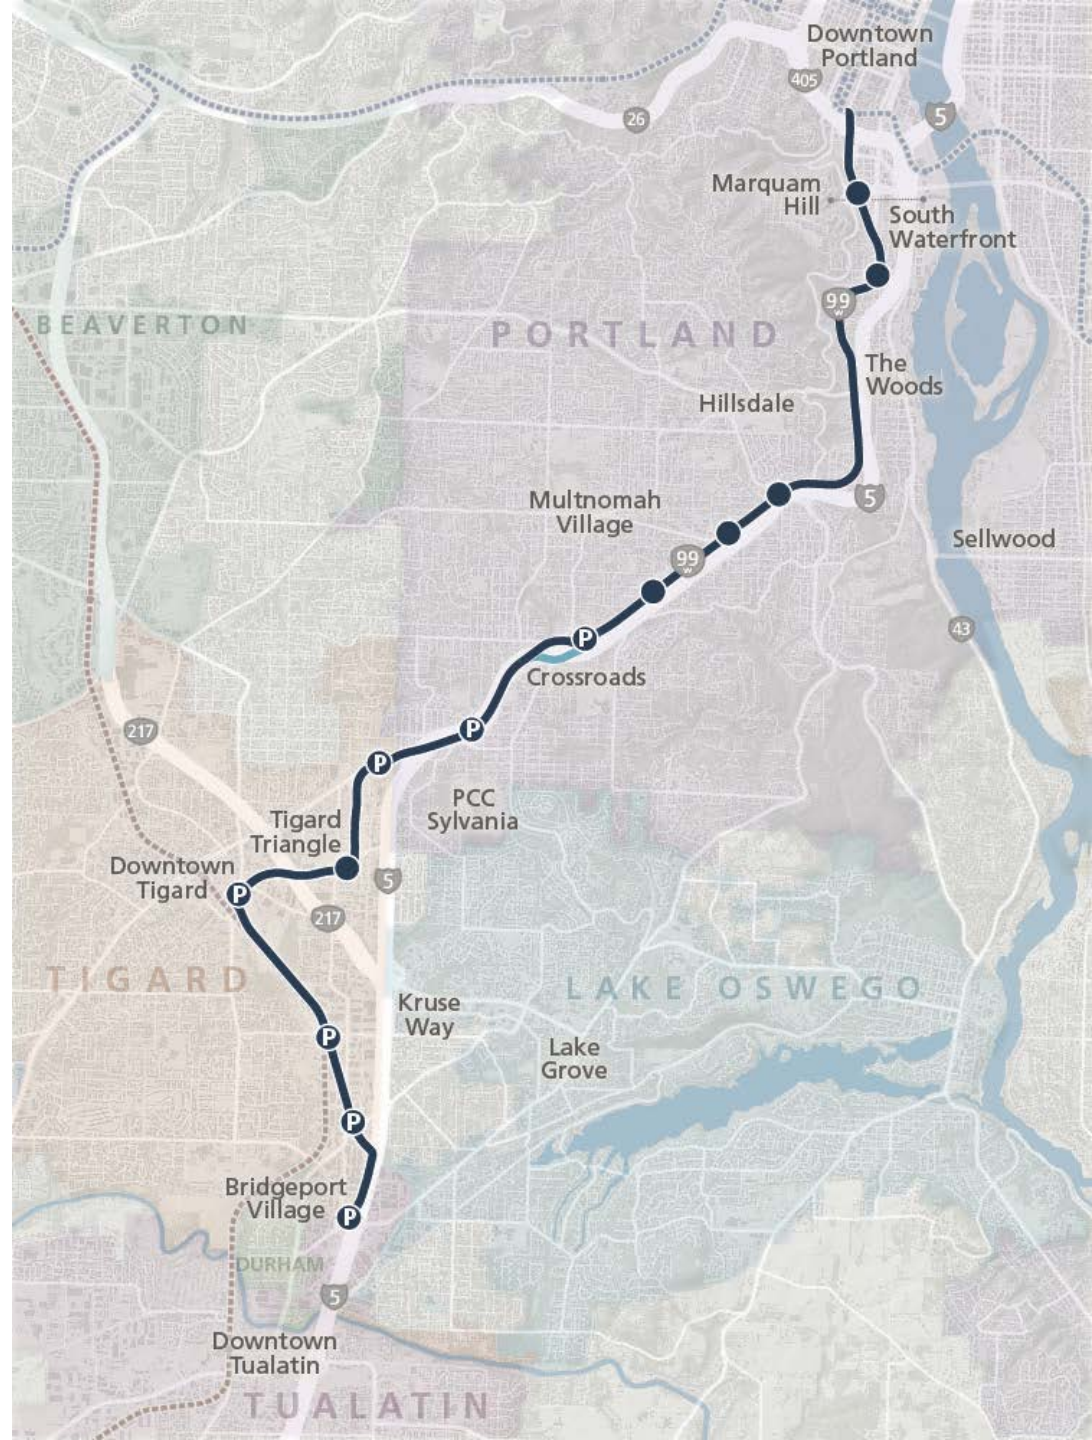 Downtown
Portland
405
26
5
Marquam
Hill
South
Waterfront
99
W
BEAVERTON
PORTLAND
The
Woods
Hillsdale
Multnomah
Village
5
99
W
Sellwood
43
P
Crossroads
P
217
P
PCC
Sylvania
Tigard
Triangle
Downtown
Tigard
P
5
217
TIGARD
LAKE OSWEGO
Kruse
Way
P
Lake
Grove
P
Bridgeport
Village
P
DURHAM
5
Downtown
Tualatin
TUALATIN